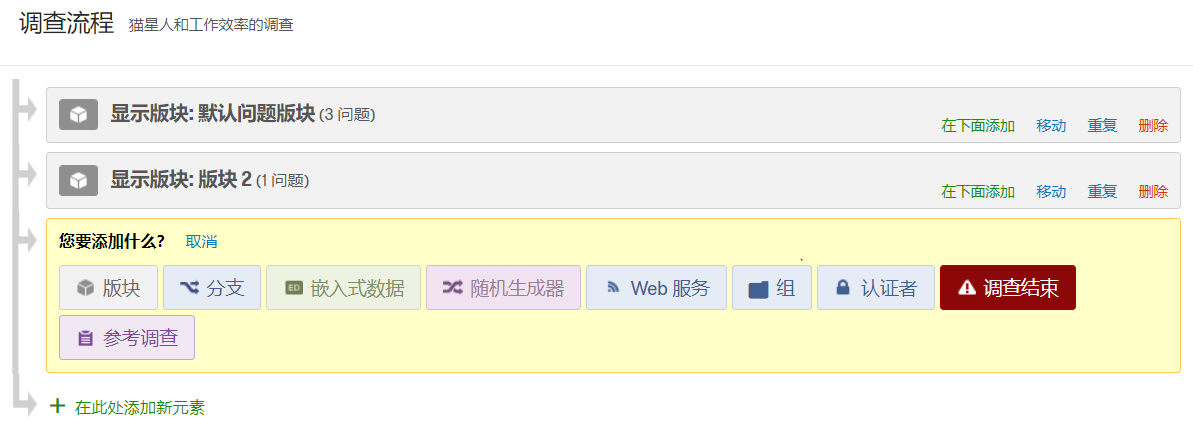 调查流程 猫星人和工作效率的调查
显示版块: 默认问题版块 (3 问题)
在下面添加 移动 重复 删除
显示版块: 版块 2 (1 问题)
在下面添加 移动 重复 删除
您要添加什么? 取消
版块 分支 ED 嵌入式数据 随机生成器 Web 服务 组 认证者 调查结束
参考调查
+ 在此处添加新元素